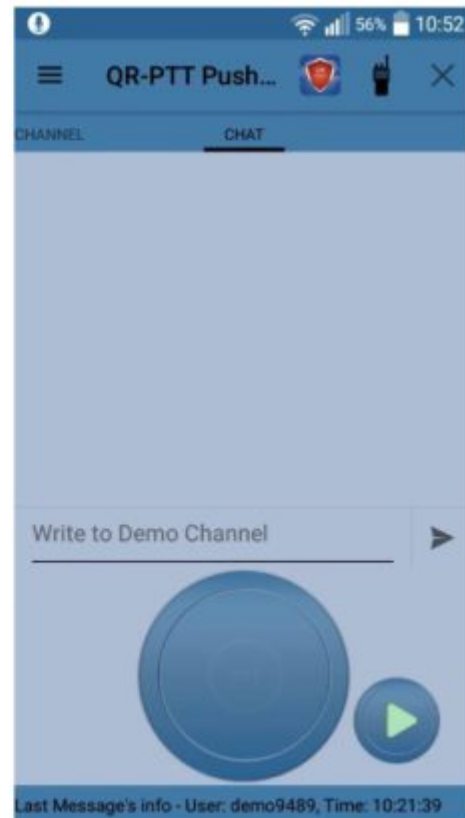 56% 10:52
QR-PTT Push...
CHANNEL CHAT
Write to Demo Channel
Last Message's info - User: demo9489, Time: 10:21:39